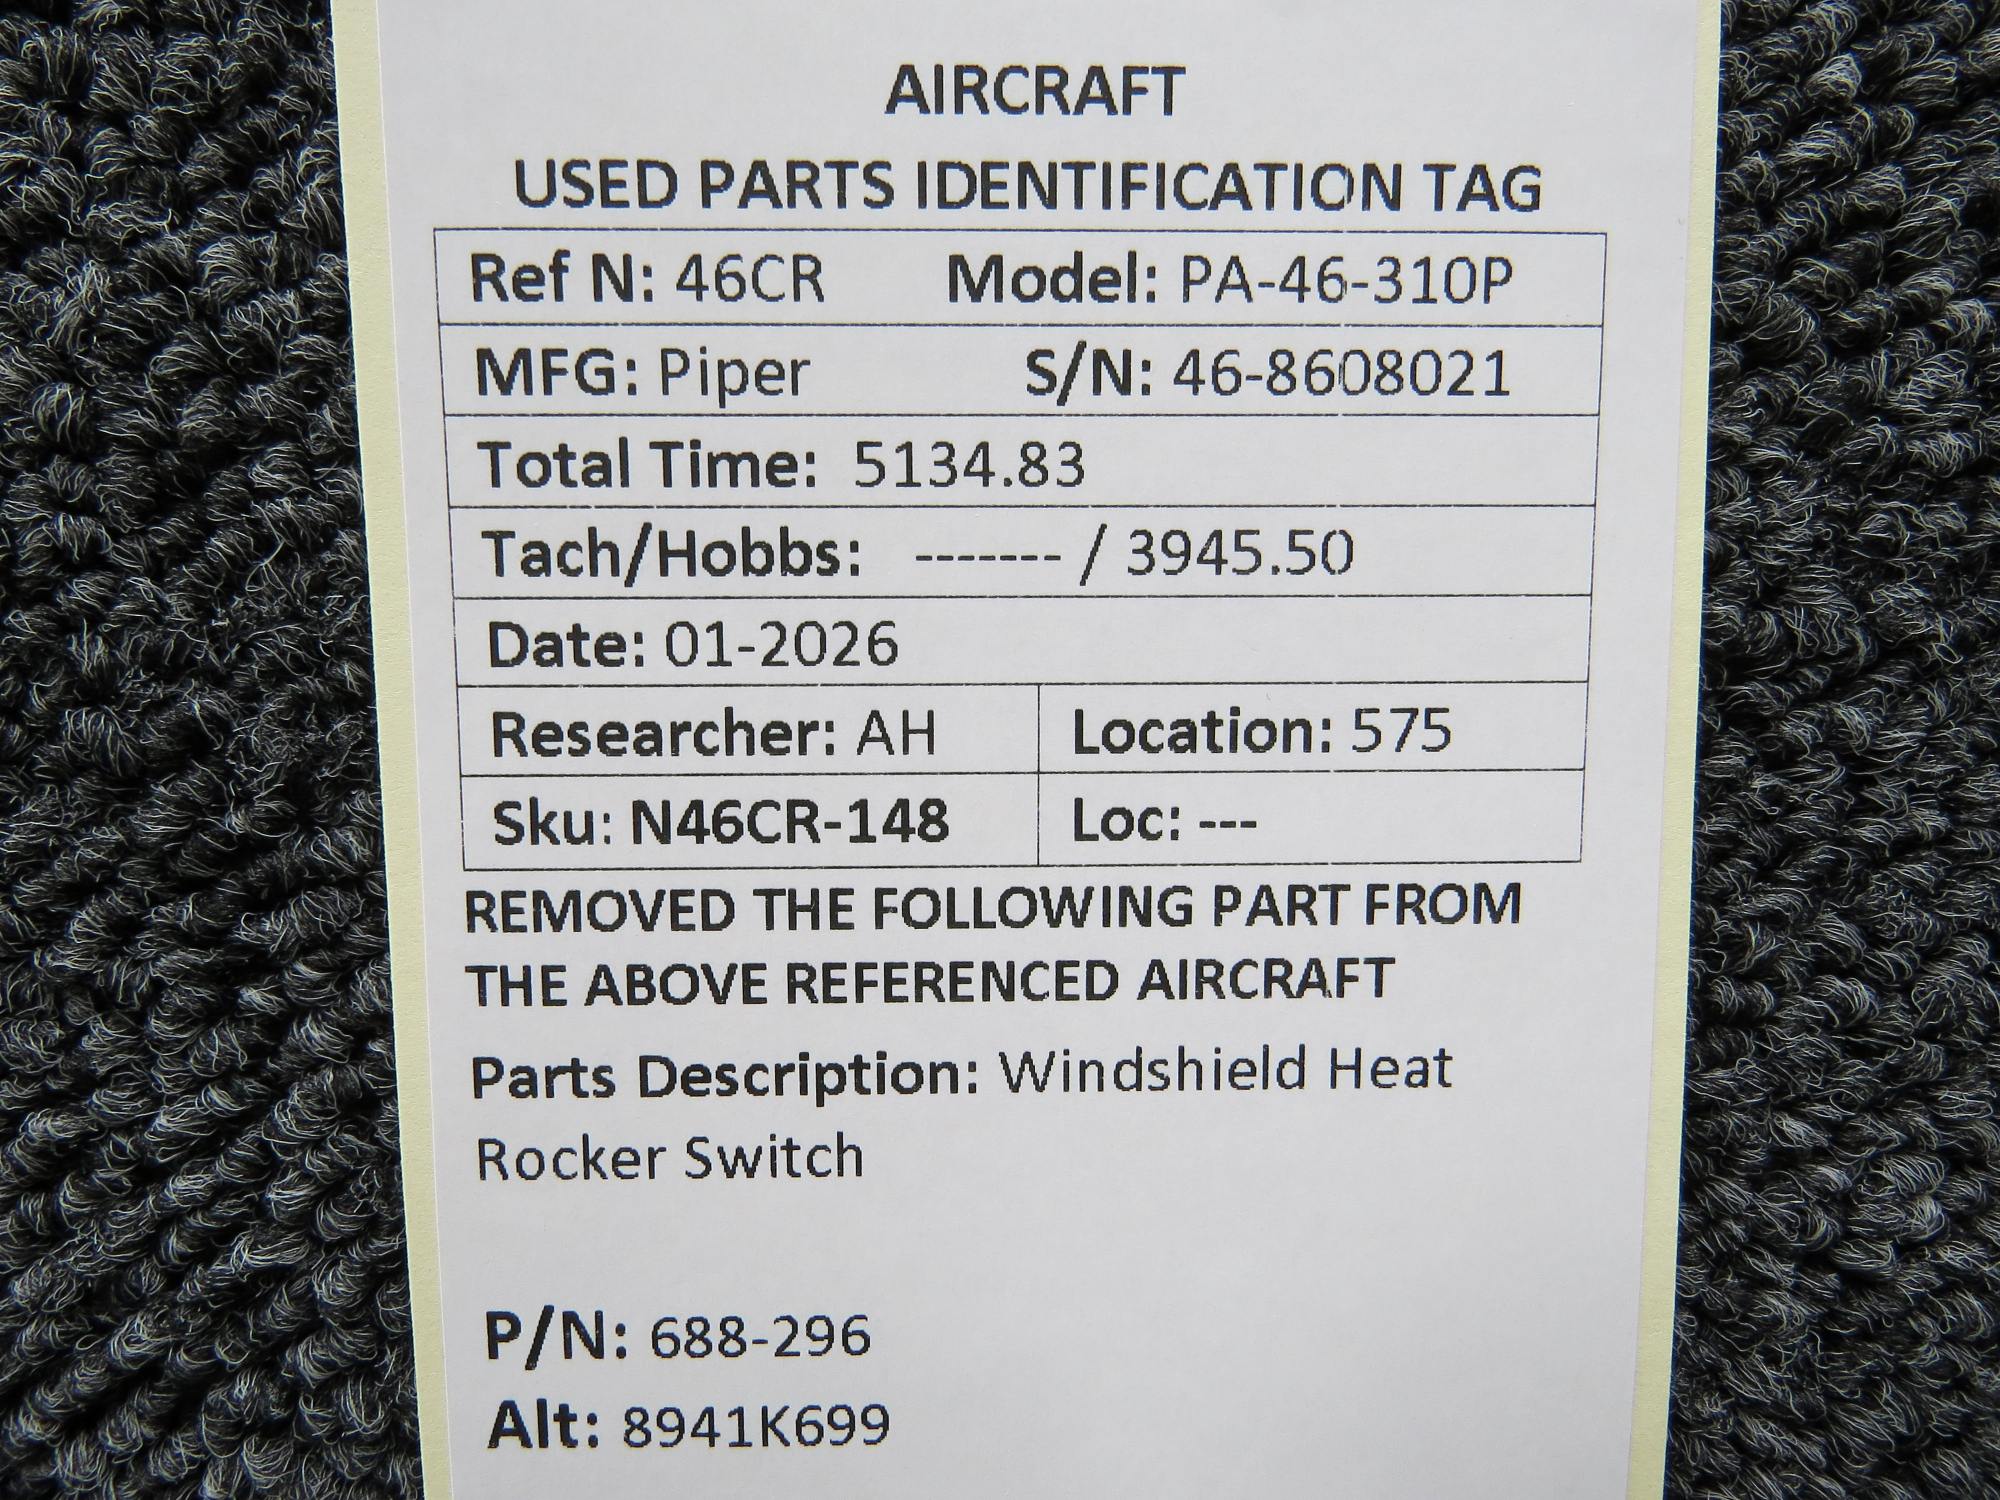 AIRCRAFT
USED PARTS IDENTIFICATION TAG
Ref N: 46CR Model: PA-46-310P
MFG: Piper S/N: 46-8608021
Total Time: 5134.83
Tach/Hobbs: ------- / 3945.50
Date: 01-2026
Researcher: AH Location: 575
Sku: N46CR-148 Loc: ---
REMOVED THE FOLLOWING PART FROM
THE ABOVE REFERENCED AIRCRAFT
Parts Description: Windshield Heat
Rocker Switch
P/N: 688-296
Alt: 8941K699